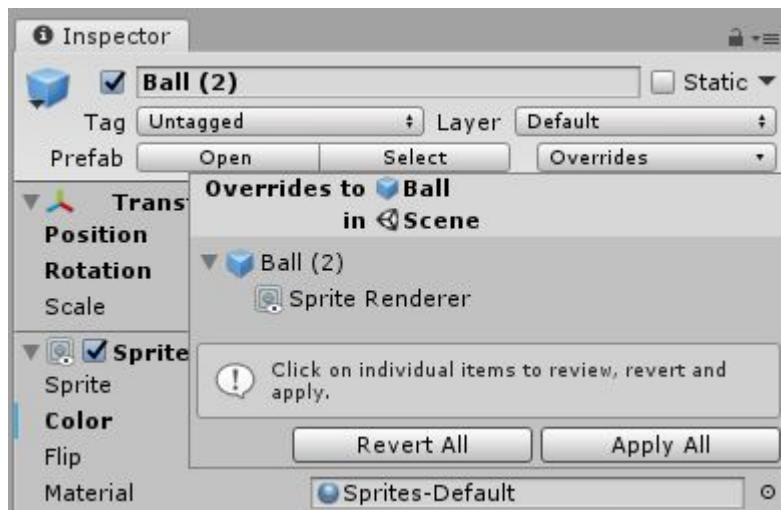 Inspector
Ball (2) Static
Tag Untagged Layer Default
Prefab Open Select Overrides
Overrides to Ball
in Scene
Trans
Position
Rotation
Scale
Ball (2)
Sprite Renderer
Click on individual items to review, revert and
apply.
Revert All Apply All
Sprite
Sprite
Color
Flip
Material Sprites-Default